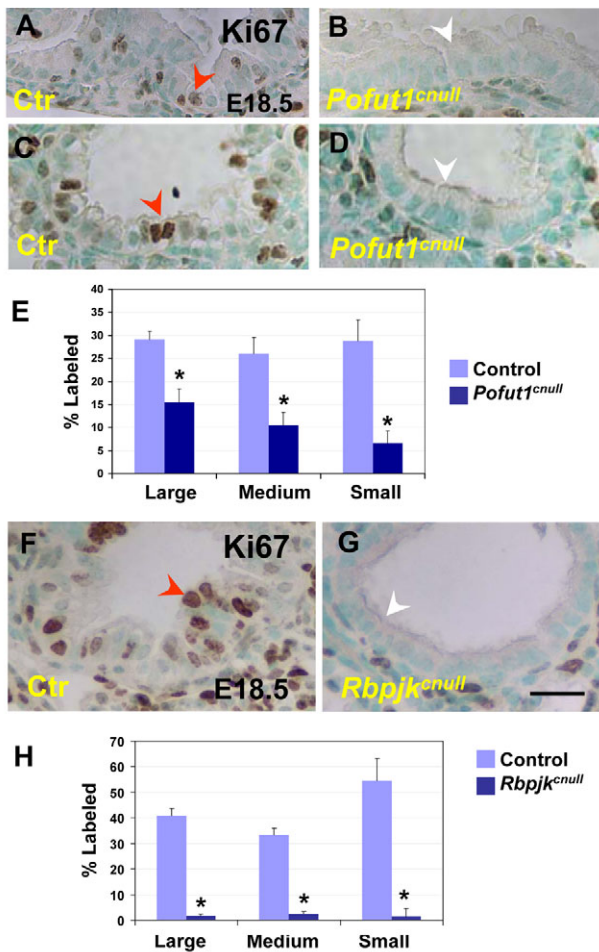 A Ki67 B
Ctr E18.5 Pofut1cnull
C D
Ctr Pofut1cnull
E
40
35
30
25
20
15
10
5
0
% Labeled
* * *
Large Medium Small
Control
Pofut1cnull
F Ki67 G
Ctr E18.5 Rbpjkcnull
H
70
60
50
40
30
20
10
0
% Labeled
* * *
Large Medium Small
Control
Rbpjkcnull